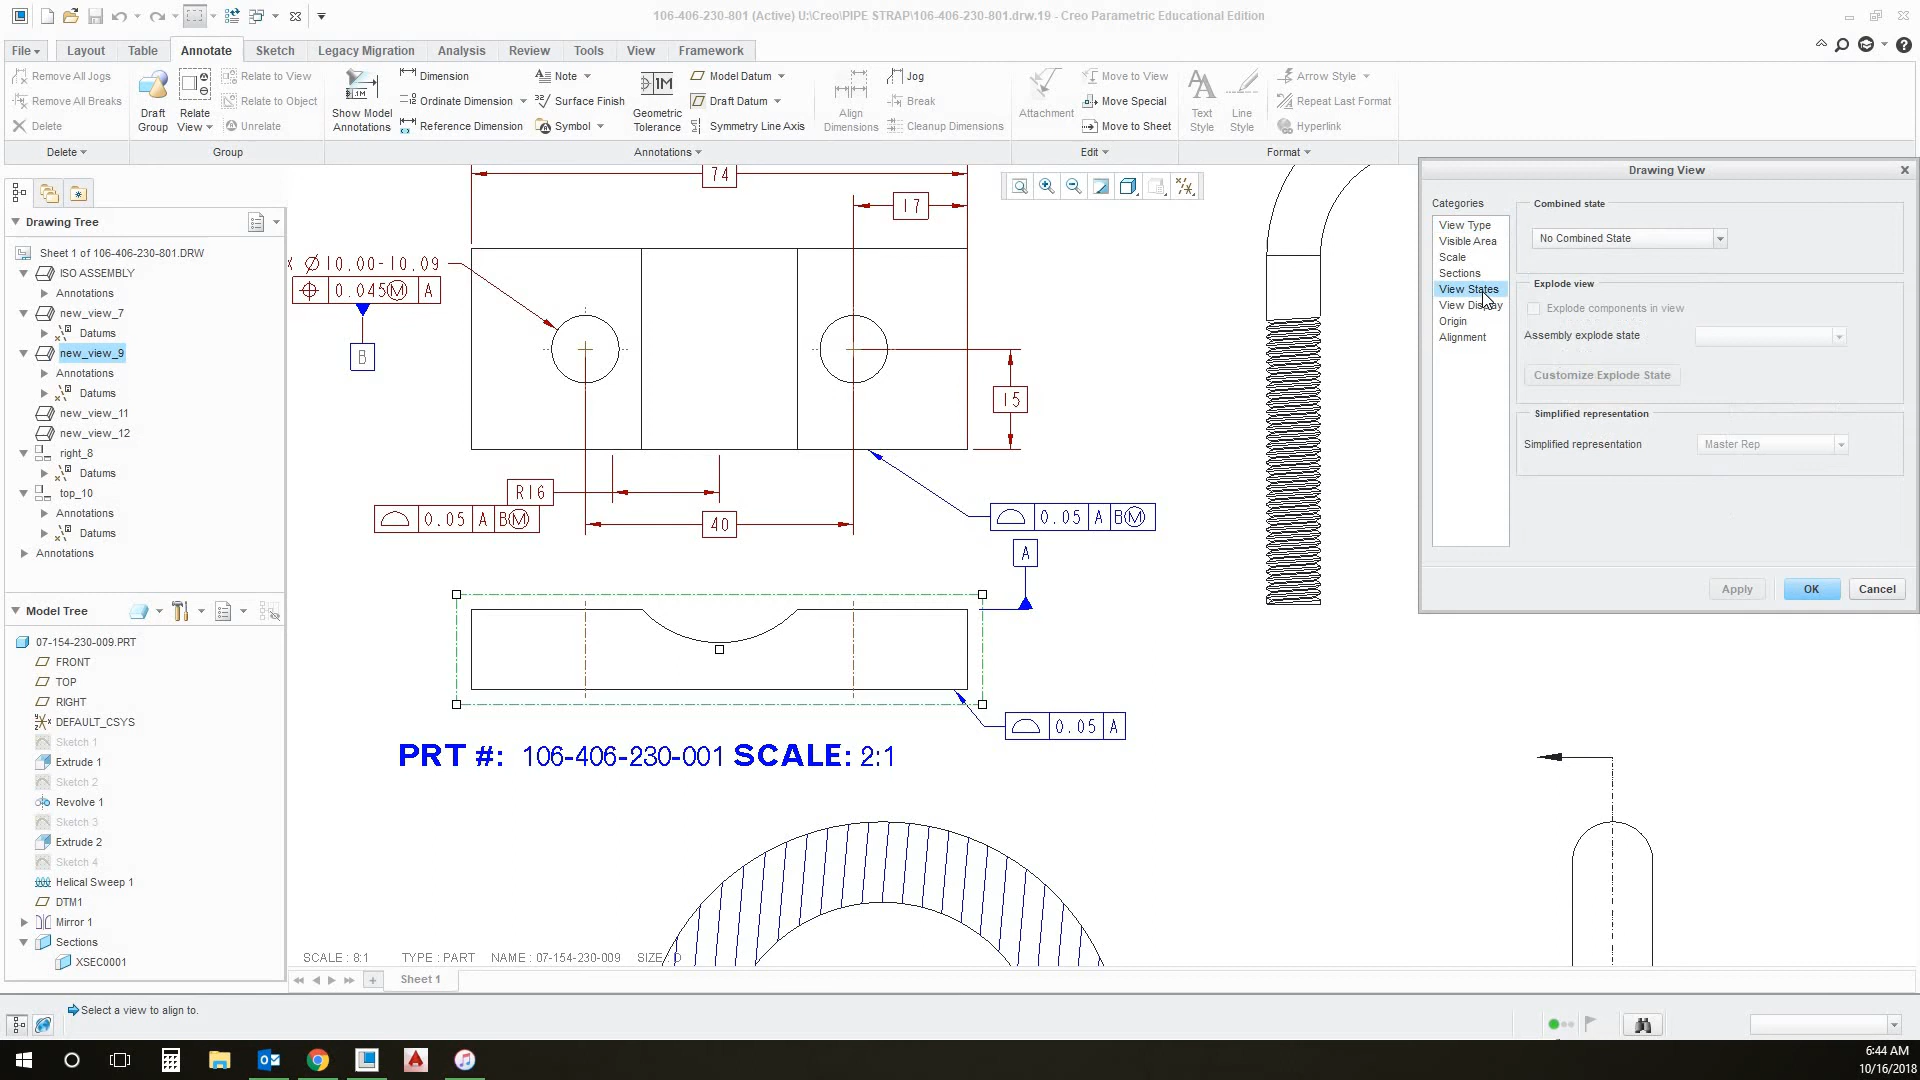 106-406-230-801 (Active) U:\Creo\PIPE STRAP\106-406-230-801.drw.19 - Creo Parametric Educational Edition
File Layout Table Annotate Sketch Legacy Migration Analysis Review Tools View Framework
Remove All Jogs
Remove All Breaks
Delete
Delete
Draft Group
Relate View
Relate to View
Relate to Object
Unrelate
Group
Show Model Annotations
Dimension
Ordinate Dimension
Reference Dimension
Note
Surface Finish
Symbol
Geometric Tolerance
Model Datum
Draft Datum
Symmetry Line Axis
Align Dimensions
Jog
Break
Cleanup Dimensions
Annotations
Attachment
Move to View
Move Special
Move to Sheet
Edit
Text Style
Line Style
Arrow Style
Repeat Last Format
Hyperlink
Format
Drawing Tree
Sheet 1 of 106-406-230-801.DRW
ISO ASSEMBLY
Annotations
new_view_7
Datums
new_view_9
Annotations
Datums
new_view_11
new_view_12
right_8
Datums
top_10
Annotations
Datums
Annotations
Model Tree
07-154-230-009.PRT
FRONT
TOP
RIGHT
DEFAULT_CSYS
Sketch 1
Extrude 1
Sketch 2
Revolve 1
Sketch 3
Extrude 2
Sketch 4
Helical Sweep 1
DTM1
Mirror 1
Sections
XSEC0001
74
17
X Ø10.00-10.09
0.045Ⓜ A
B
15
R16
0.05 A BⓂ
40
0.05 A BⓂ
A
0.05 A
PRT #: 106-406-230-001 SCALE: 2:1
SCALE : 8:1 TYPE : PART NAME : 07-154-230-009 SIZE : D
Sheet 1
Select a view to align to.
Drawing View
Categories
View Type
Visible Area
Scale
Sections
View States
View Display
Origin
Alignment
Combined state
No Combined State
Explode view
Explode components in view
Assembly explode state
Customize Explode State
Simplified representation
Simplified representation Master Rep
Apply OK Cancel
6:44 AM
10/16/2018